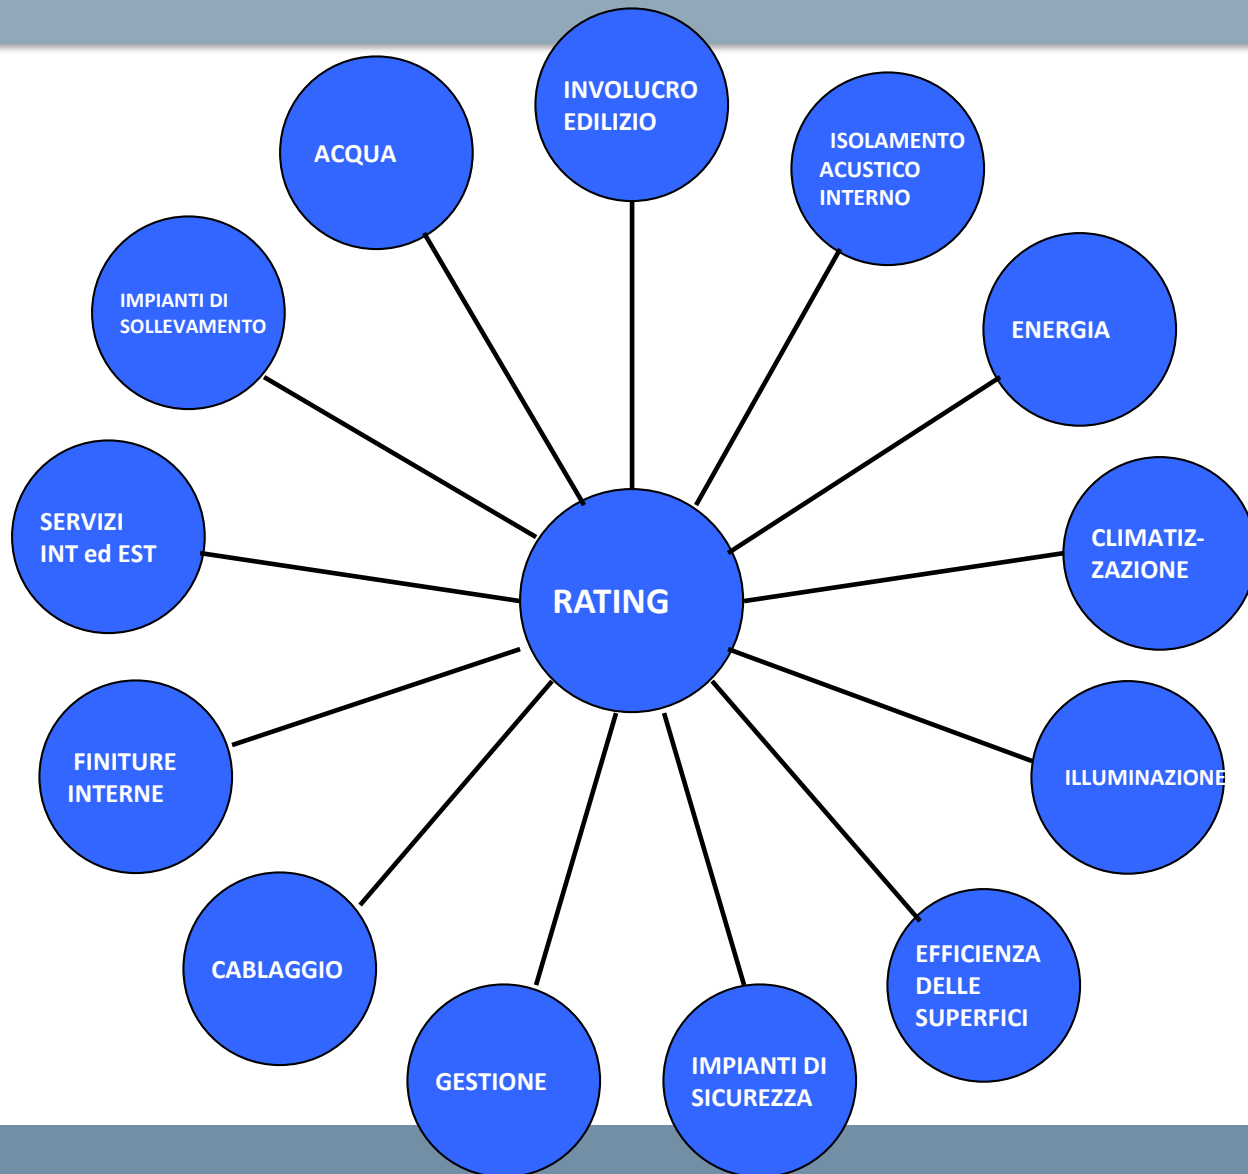 INVOLUCRO
EDILIZIO
ISOLAMENTO
ACUSTICO
INTERNO
ACQUA
ENERGIA
IMPIANTI DI
SOLLEVAMENTO
SERVIZI
INT ed EST
CLIMATIZ-
ZAZIONE
RATING
FINITURE
INTERNE
ILLUMINAZIONE
CABLAGGIO
EFFICIENZA
DELLE
SUPERFICI
GESTIONE
IMPIANTI DI
SICUREZZA